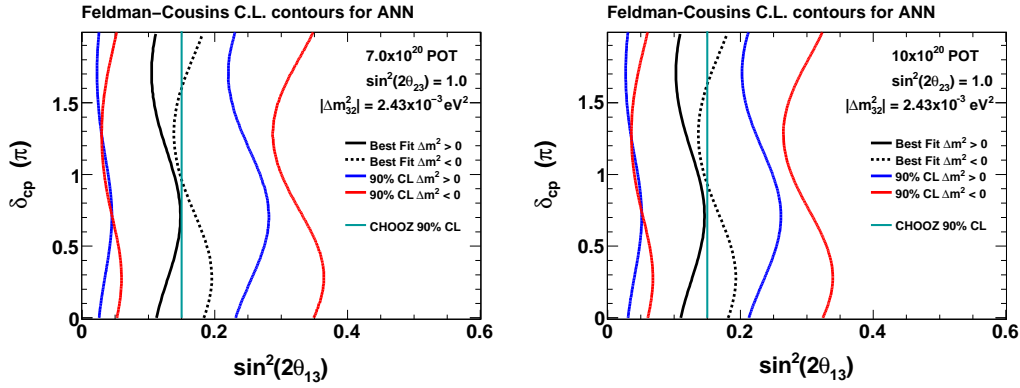 Feldman−Cousins C.L. contours for ANN
7.0x10^20 POT
sin^2(2θ_23) = 1.0
|Δm^2_32| = 2.43x10^−3 eV^2
Best Fit Δm^2 > 0
Best Fit Δm^2 < 0
90% CL Δm^2 > 0
90% CL Δm^2 < 0
CHOOZ 90% CL
δ_cp (π)
1.5
1
0.5
0
0 0.2 0.4 0.6
sin^2(2θ_13)
Feldman-Cousins C.L. contours for ANN
10x10^20 POT
sin^2(2θ_23) = 1.0
|Δm^2_32| = 2.43x10^-3 eV^2
Best Fit Δm^2 > 0
Best Fit Δm^2 < 0
90% CL Δm^2 > 0
90% CL Δm^2 < 0
CHOOZ 90% CL
δ_cp (π)
1.5
1
0.5
0
0 0.2 0.4 0.6
sin^2(2θ_13)